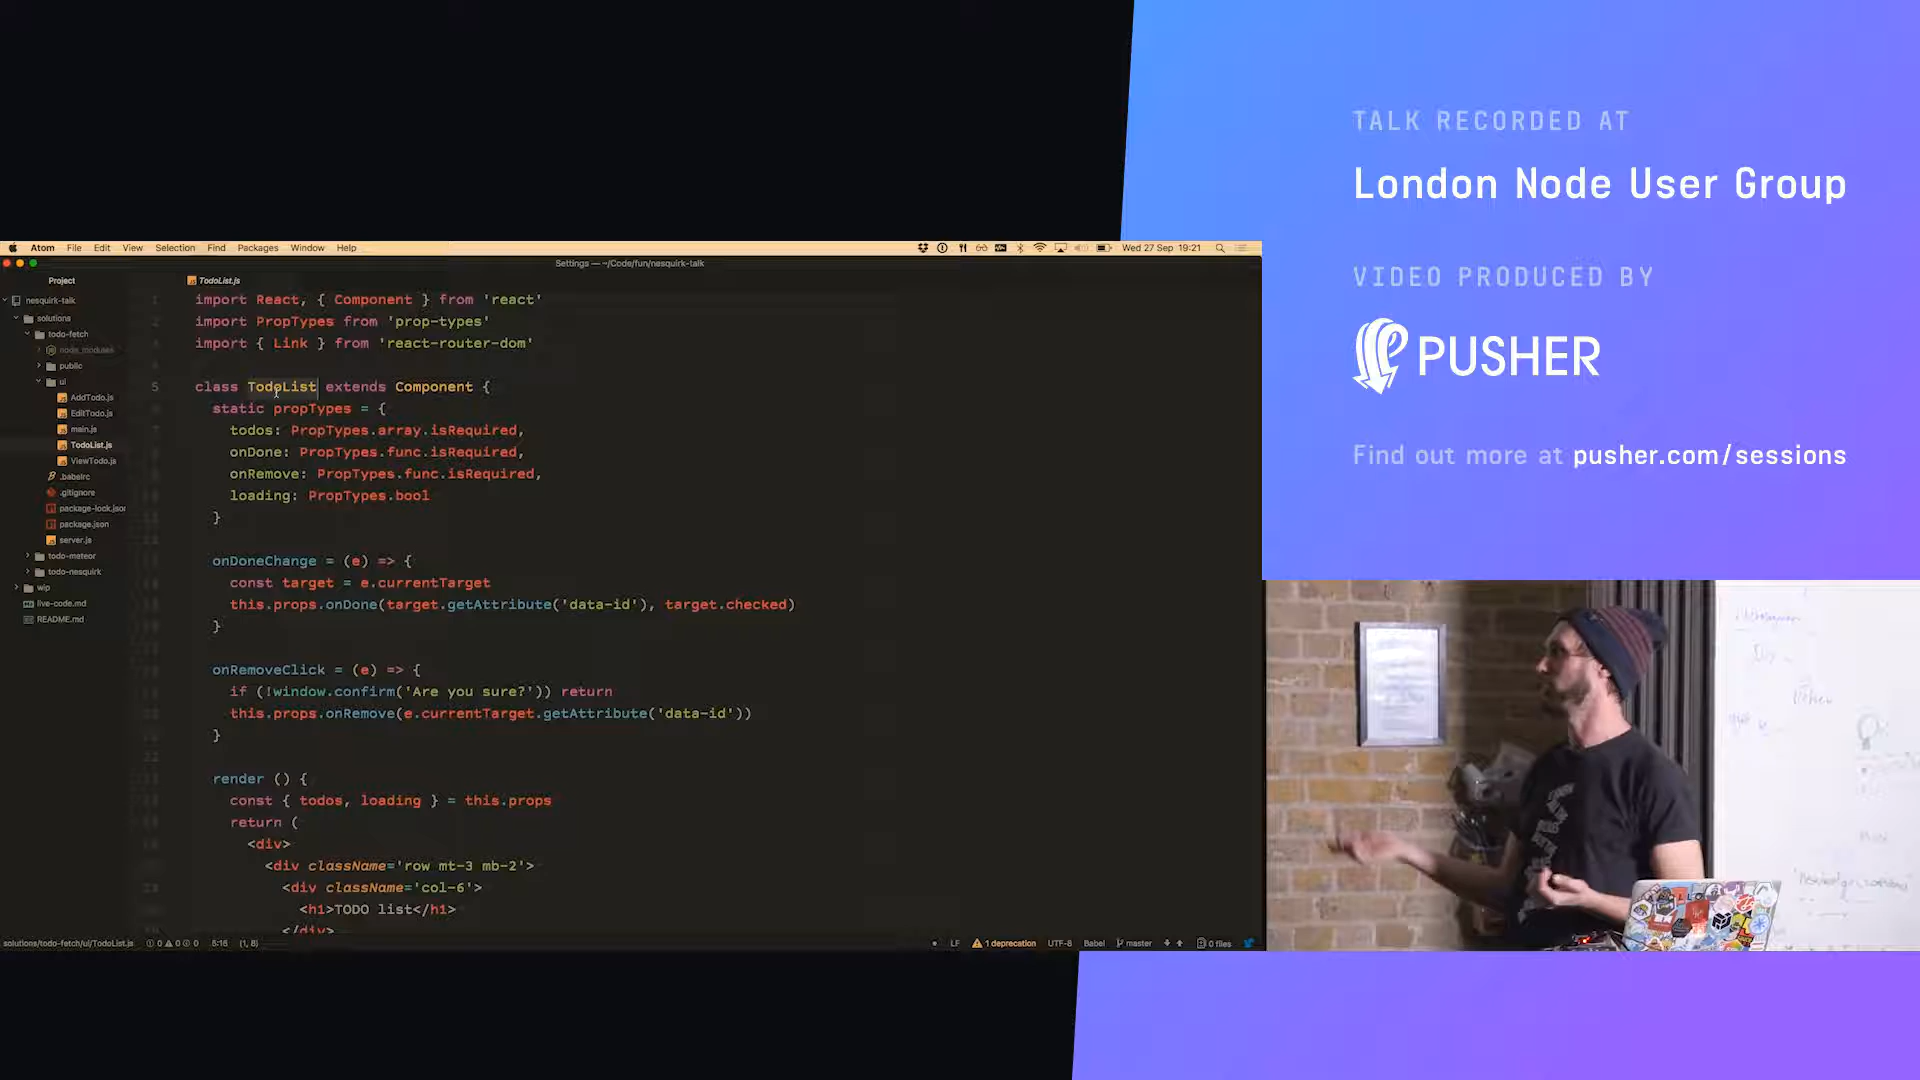 TALK RECORDED AT
London Node User Group
VIDEO PRODUCED BY
PUSHER
Find out more at pusher.com/sessions
Atom File Edit View Selection Find Packages Window Help
Wed 27 Sep 19:21
Settings — ~/Code/fun/nesquirk-talk
Project
nesquirk-talk
solutions
todo-fetch
node_modules
public
ui
AddTodo.js
EditTodo.js
main.js
TodoList.js
ViewTodo.js
.babelrc
.gitignore
package-lock.json
package.json
server.js
todo-meteor
todo-nesquirk
wip
live-code.md
README.md
TodoList.js
import React, { Component } from 'react'
import PropTypes from 'prop-types'
import { Link } from 'react-router-dom'
5 class TodoList extends Component {
static propTypes = {
todos: PropTypes.array.isRequired,
onDone: PropTypes.func.isRequired,
onRemove: PropTypes.func.isRequired,
loading: PropTypes.bool
}
onDoneChange = (e) => {
const target = e.currentTarget
this.props.onDone(target.getAttribute('data-id'), target.checked)
}
onRemoveClick = (e) => {
if (!window.confirm('Are you sure?')) return
this.props.onRemove(e.currentTarget.getAttribute('data-id'))
}
render () {
const { todos, loading } = this.props
return (
<div>
<div className='row mt-3 mb-2'>
<div className='col-6'>
<h1>TODO list</h1>
</div>
solutions/todo-fetch/ui/TodoList.js 0 0 0 5:16 (1, 8)
LF 1 deprecation UTF-8 Babel master 0 files